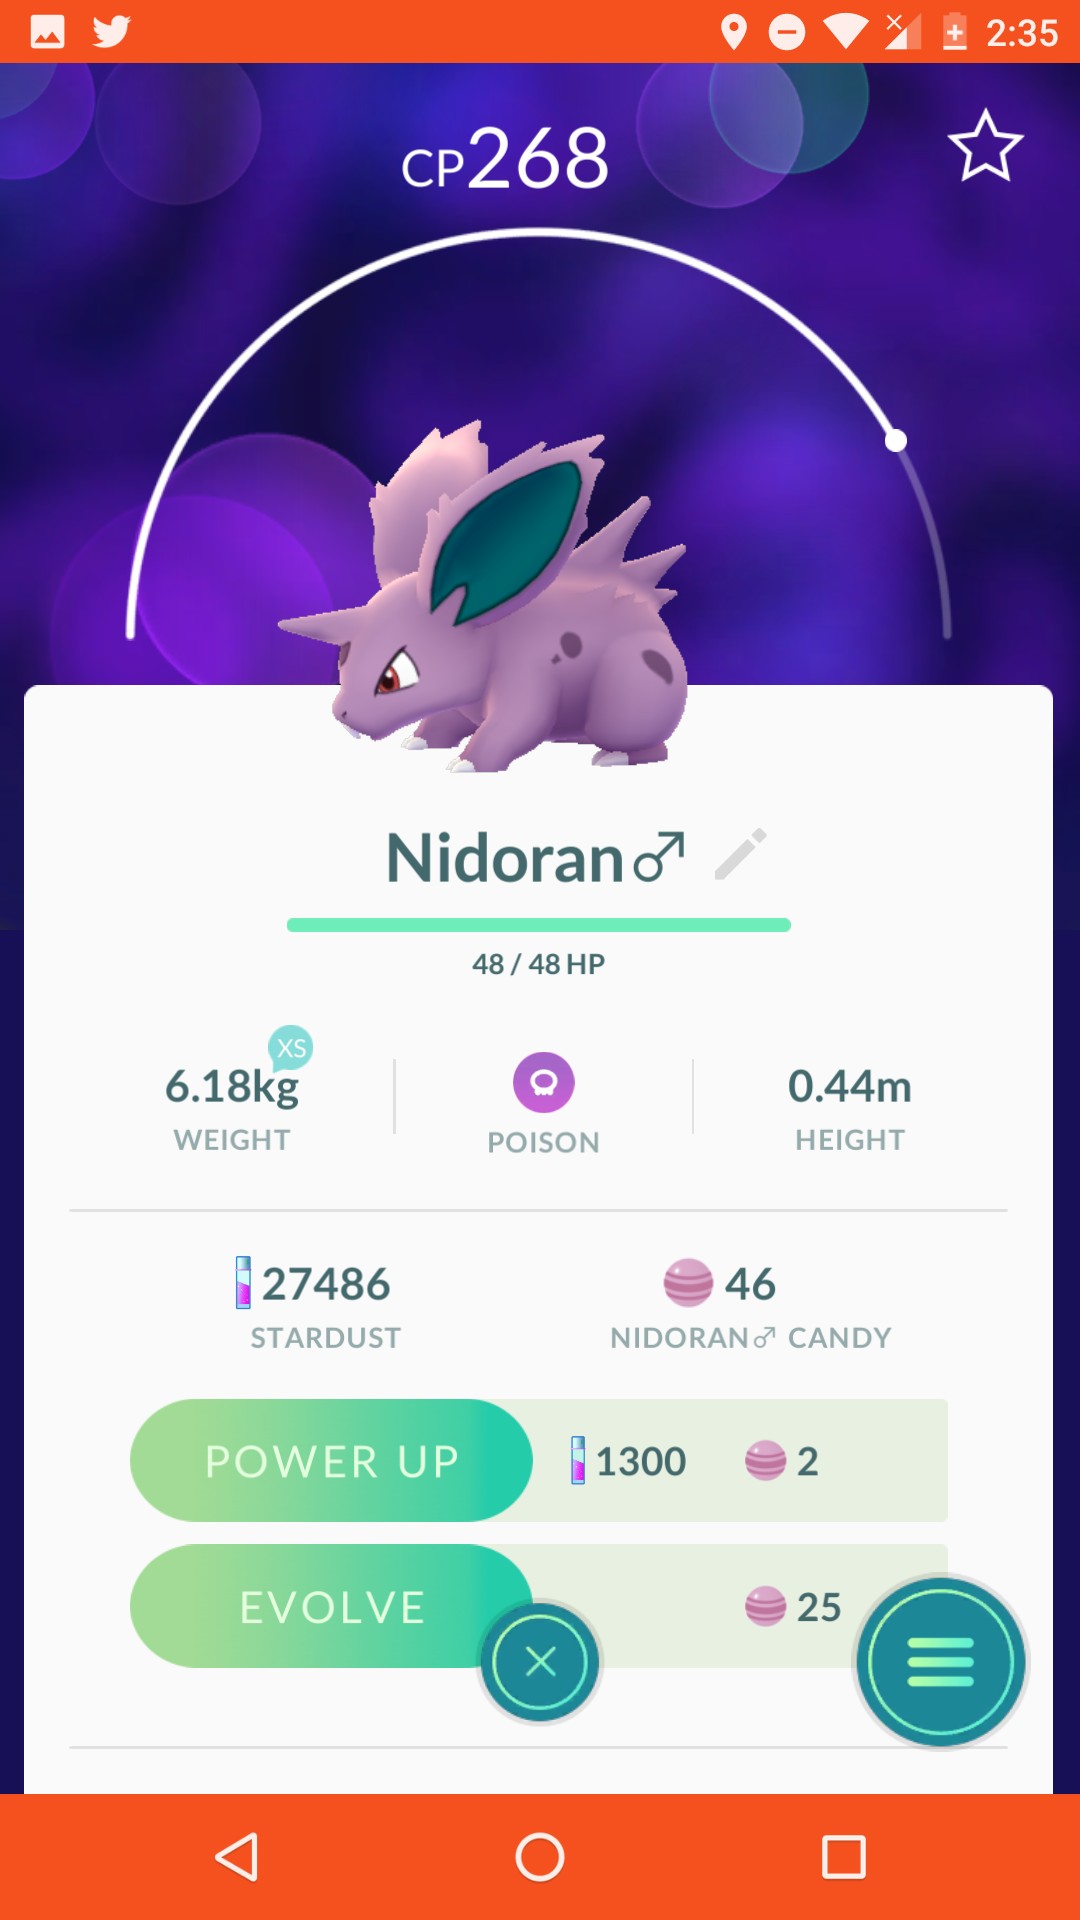 2:35
CP268
Nidoran♂
48 / 48 HP
XS
6.18kg
WEIGHT
POISON
0.44m
HEIGHT
27486
STARDUST
46
NIDORAN♂ CANDY
POWER UP 1300 2
EVOLVE 25